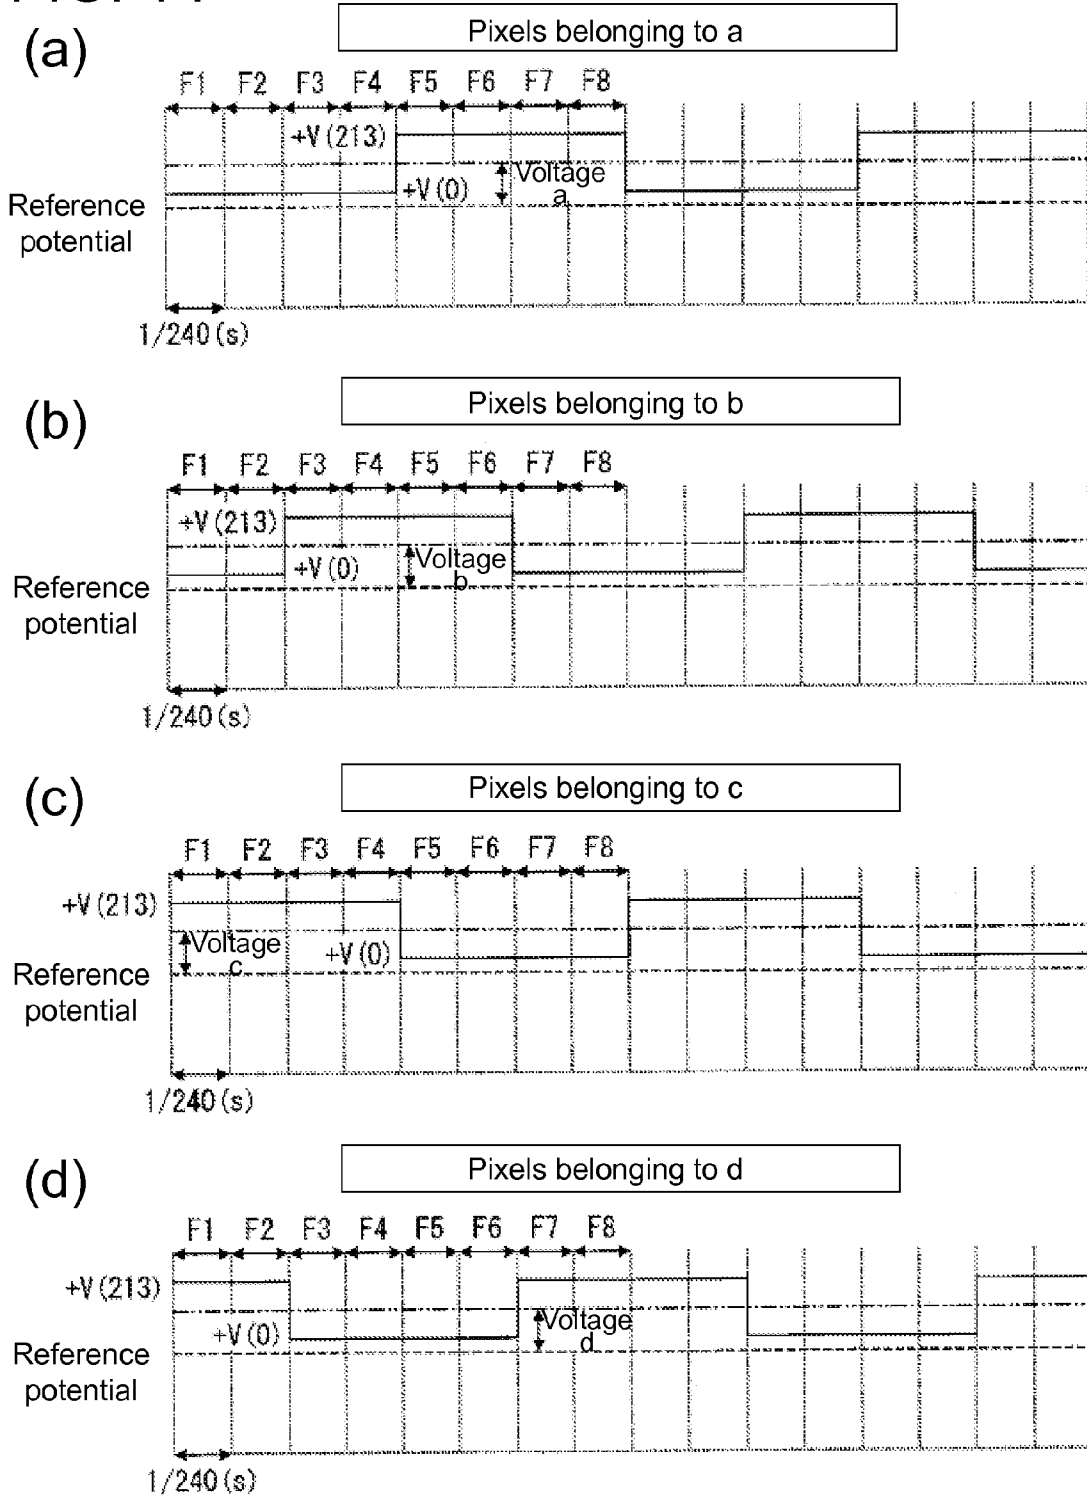 Pixels belonging to a
(a)
F1 F2 F3 F4 F5 F6 F7 F8
+V(213)
+V(0)
Voltage
a
Reference
potential
1/240(s)
Pixels belonging to b
(b)
F1 F2 F3 F4 F5 F6 F7 F8
+V(213)
+V(0)
Voltage
b
Reference
potential
1/240(s)
Pixels belonging to c
(c)
F1 F2 F3 F4 F5 F6 F7 F8
+V(213)
Voltage
c
+V(0)
Reference
potential
1/240(s)
Pixels belonging to d
(d)
F1 F2 F3 F4 F5 F6 F7 F8
+V(213)
+V(0)
Voltage
d
Reference
potential
1/240(s)